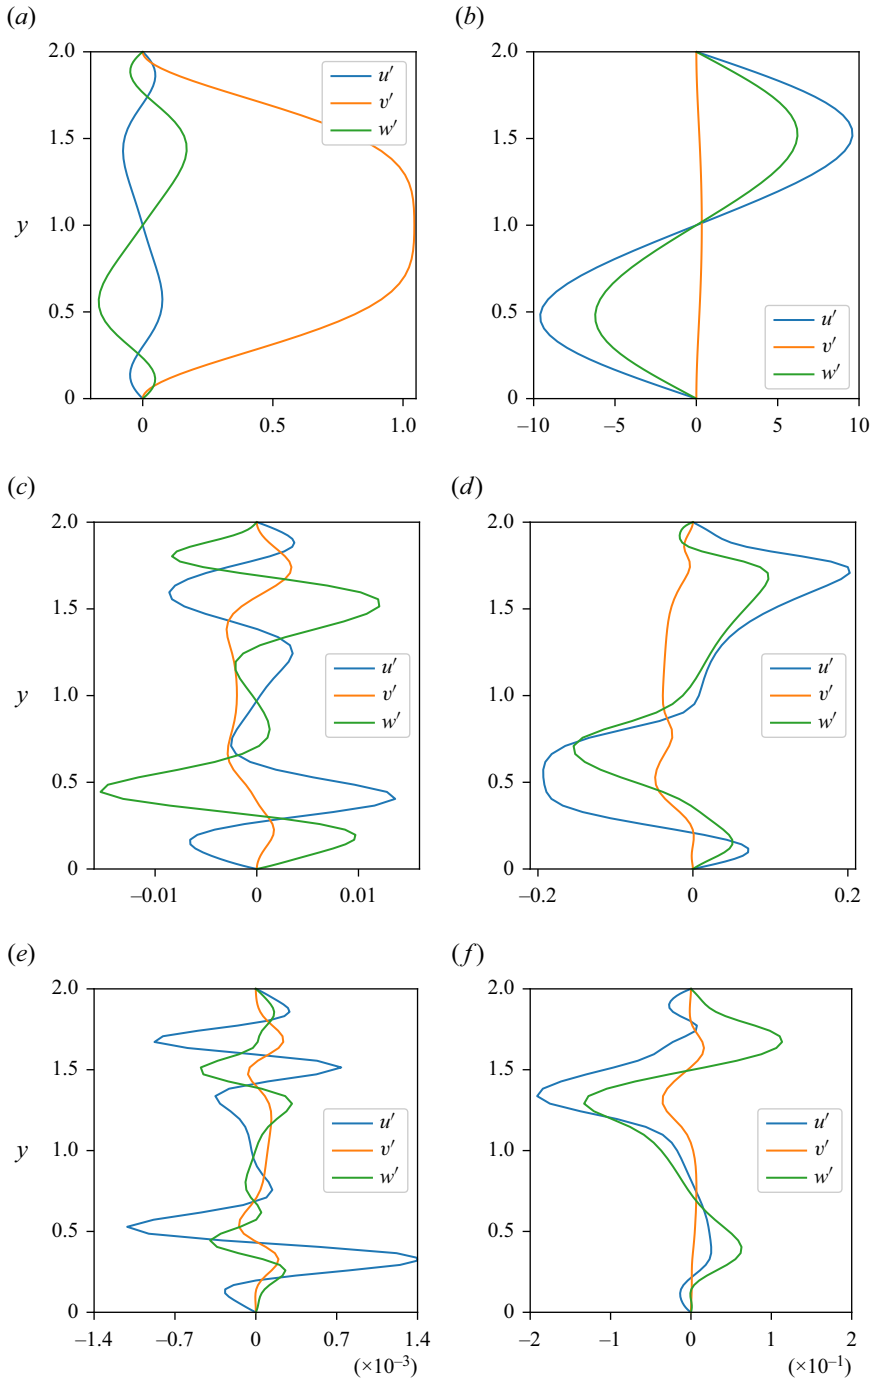 (a)
(b)
2.0
1.5
y 1.0
0.5
0
0
0.5
1.0
u′
v′
w′
2.0
1.5
1.0
0.5
0
−10
−5
0
5
10
u′
v′
w′
(c)
(d)
2.0
1.5
y 1.0
0.5
0
−0.01
0
0.01
u′
v′
w′
2.0
1.5
1.0
0.5
0
−0.2
0
0.1
0.2
u′
v′
w′
(e)
(f)
2.0
1.5
y 1.0
0.5
0
−1.4
−0.7
0
0.7
1.4
(×10⁻³)
u′
v′
w′
2.0
1.5
1.0
0.5
0
−2
−1
0
1
2
(×10⁻¹)
u′
v′
w′